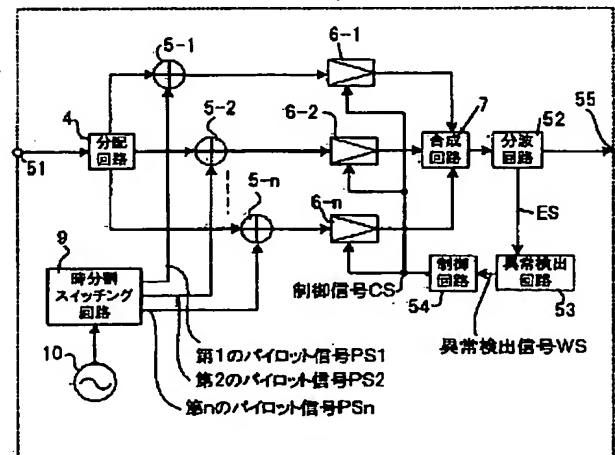 5-1
6-1
55
4
5-2
6-2
7
52
分配
回路
合成
回路
分波
回路
51
5-n
6-n
ES
9
時分割
スイッチング
回路
制御
回路
異常検出
回路
制御信号CS
54
53
異常検出信号WS
10
第1のパイロット信号PS1
第2のパイロット信号PS2
第nのパイロット信号PSn